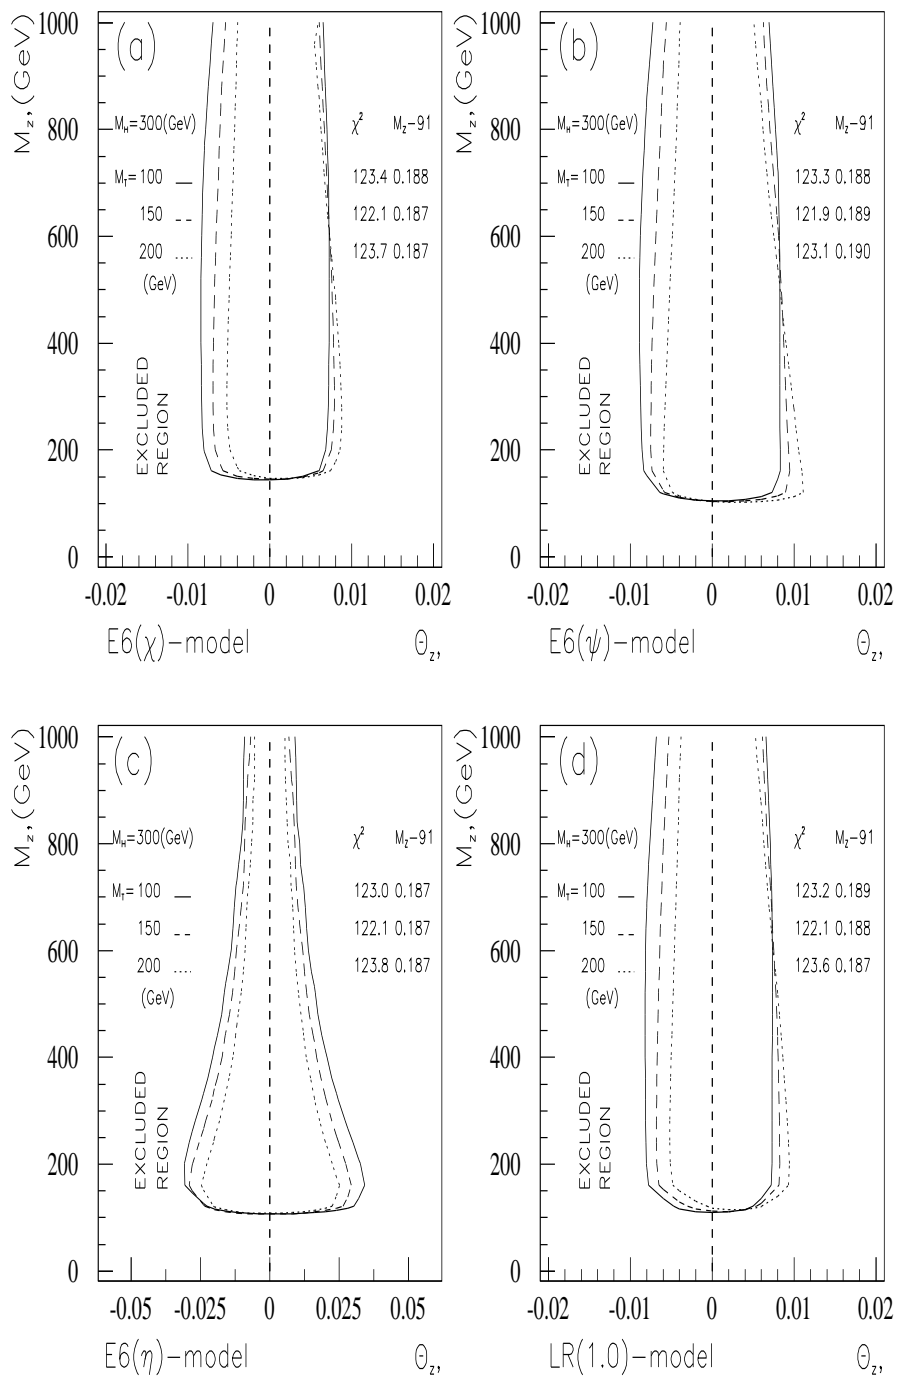 (a)
M_z, (GeV)
1000
800
600
400
200
0
M_H=300(GeV)
χ² M_z-91
M_T= 100 123.4 0.188
150 122.1 0.187
200 123.7 0.187
(GeV)
EXCLUDED
REGION
-0.02 -0.01 0 0.01 0.02
E6(χ)-model Θ_z,
(b)
M_z, (GeV)
1000
800
600
400
200
0
M_H=300(GeV)
χ² M_z-91
M_T= 100 123.3 0.188
150 121.9 0.189
200 123.1 0.190
(GeV)
EXCLUDED
REGION
-0.02 -0.01 0 0.01 0.02
E6(ψ)-model Θ_z,
(c)
M_z, (GeV)
1000
800
600
400
200
0
M_H=300(GeV)
χ² M_z-91
M_T= 100 123.0 0.187
150 122.1 0.187
200 123.8 0.187
(GeV)
EXCLUDED
REGION
-0.05 -0.025 0 0.025 0.05
E6(η)-model Θ_z,
(d)
M_z, (GeV)
1000
800
600
400
200
0
M_H=300(GeV)
χ² M_z-91
M_T= 100 123.2 0.189
150 122.1 0.188
200 123.6 0.187
(GeV)
EXCLUDED
REGION
-0.02 -0.01 0 0.01 0.02
LR(1.0)-model Θ_z,